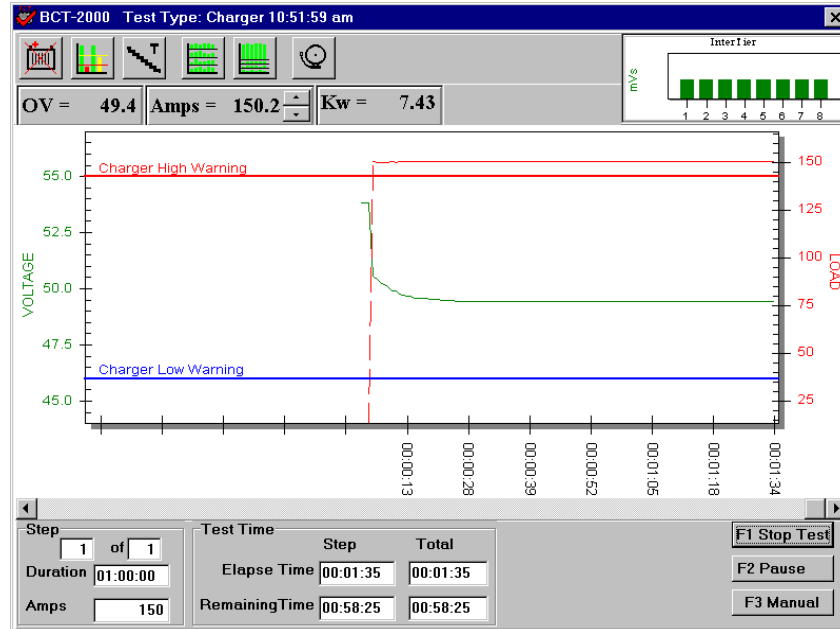 BCT-2000 Test Type: Charger 10:51:59 am
T
InterTier
mVs
1 2 3 4 5 6 7 8
OV = 49.4 Amps = 150.2 Kw = 7.43
Charger High Warning
Charger Low Warning
VOLTAGE
55.0
52.5
50.0
47.5
45.0
LOAD
150
125
100
75
50
25
00:00:13 00:00:28 00:00:39 00:00:52 00:01:05 00:01:18 00:01:34
Step
1 of 1
Duration 01:00:00
Amps 150
Test Time
Step Total
Elapse Time 00:01:35 00:01:35
RemainingTime 00:58:25 00:58:25
F1 Stop Test
F2 Pause
F3 Manual